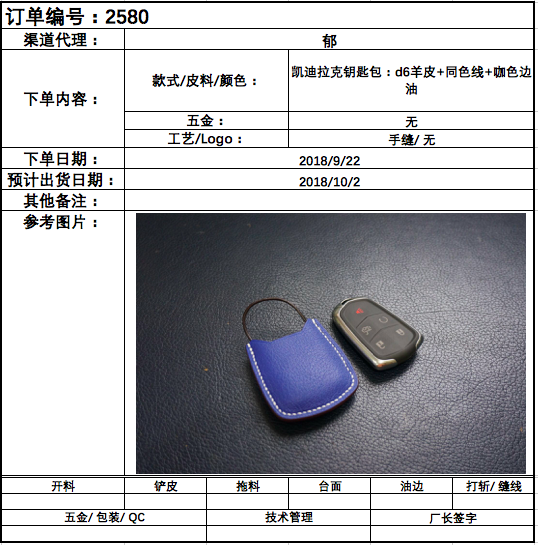 订单编号：2580
渠道代理： 郁
下单内容： 款式/皮料/颜色： 凯迪拉克钥匙包：d6羊皮+同色线+咖色边
油
五金： 无
工艺/Logo： 手缝/ 无
下单日期： 2018/9/22
预计出货日期： 2018/10/2
其他备注：
参考图片：
开料 铲皮 拖料 台面 油边 打斩/ 缝线
五金/ 包装/ QC 技术管理 厂长签字